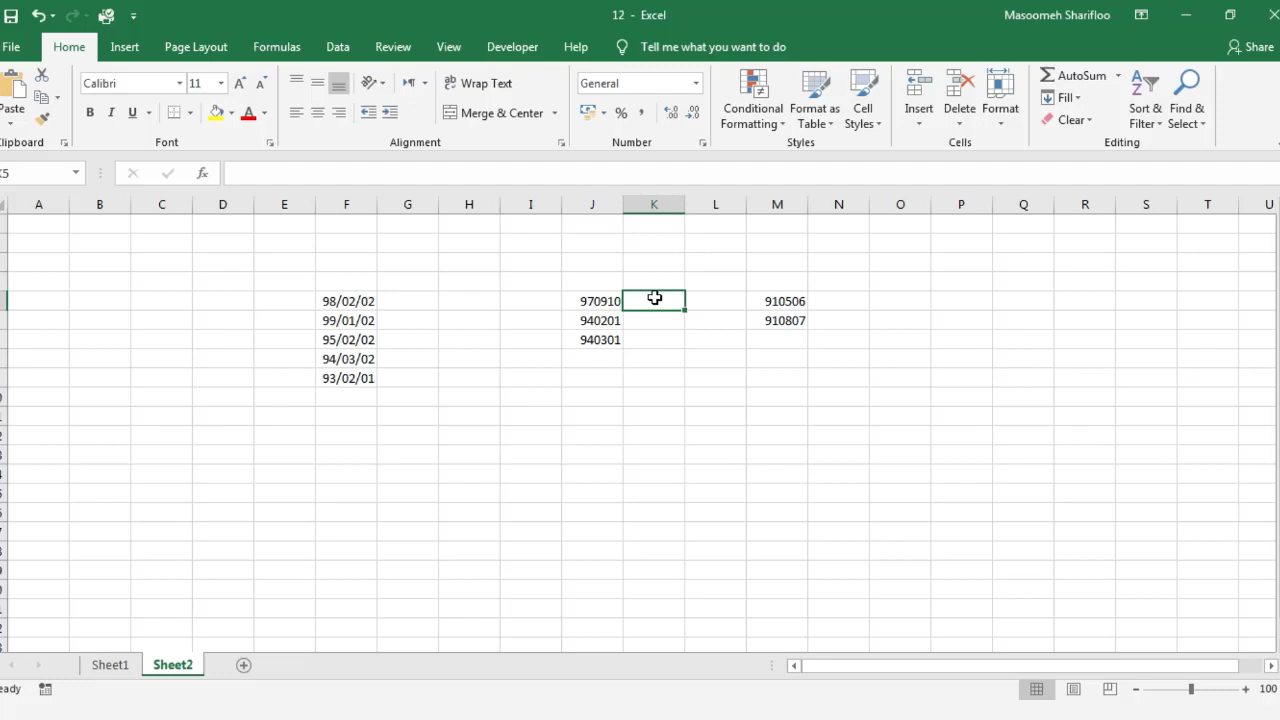 12 - Excel
Masoomeh Sharifloo
File Home Insert Page Layout Formulas Data Review View Developer Help Tell me what you want to do Share
Paste
Calibri 11
Wrap Text
General
Merge & Center
Conditional Formatting
Format as Table
Cell Styles
Insert Delete Format
AutoSum
Fill
Clear
Sort & Filter
Find & Select
lipboard Font Alignment Number Styles Cells Editing
K5 fx
A B C D E F G H I J K L M N O P Q R S T U
98/02/02 970910 910506
99/01/02 940201 910807
95/02/02 940301
94/03/02
93/02/01
Sheet1 Sheet2
eady 100